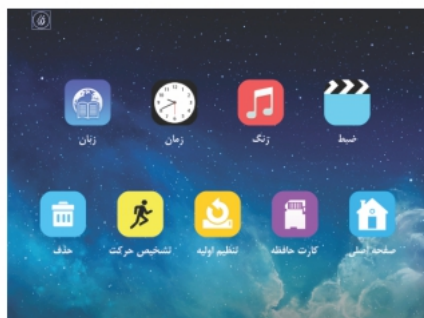 ضبط زنگ زمان زبان
صفحه اصلی کارت حافظه تنظیم اولیه تشخیص حرکت حذف